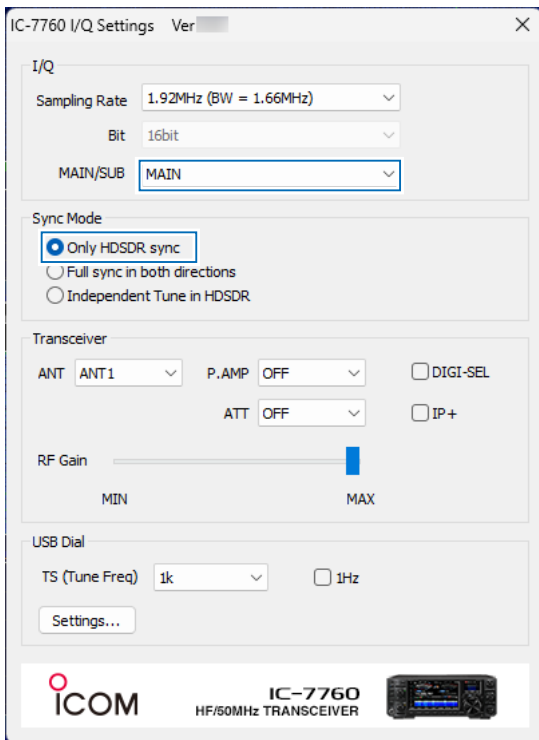 IC-7760 I/Q Settings Ver
I/Q
Sampling Rate 1.92MHz (BW = 1.66MHz)
Bit 16bit
MAIN/SUB MAIN
Sync Mode
Only HDSDR sync
Full sync in both directions
Independent Tune in HDSDR
Transceiver
ANT ANT1 P.AMP OFF DIGI-SEL
ATT OFF IP+
RF Gain
MIN MAX
USB Dial
TS (Tune Freq) 1k 1Hz
Settings...
ICOM IC-7760
HF/50MHz TRANSCEIVER